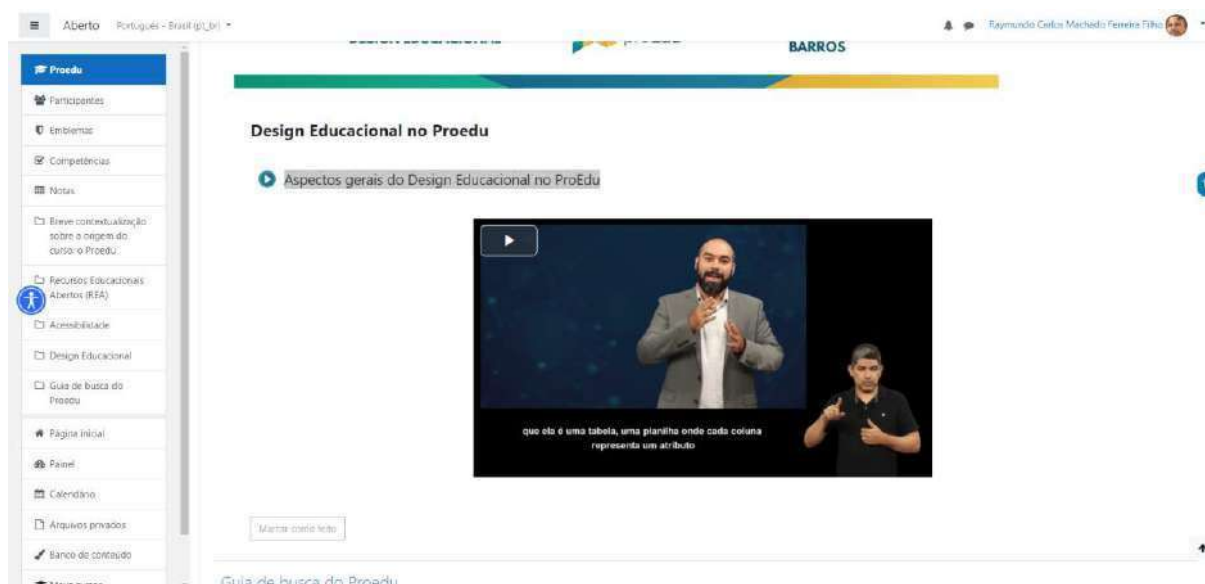 Aberto Português - Brasil (pt_br)
Raymundo Carlos Machado Ferreira Filho
BARROS
Proedu
Participantes
Emblemas
Competências
Notas
Breve contextualização
sobre a origem do
curso: o Proedu
Recursos Educacionais
Abertos (REA)
Acessibilidade
Design Educacional
Guia de busca do
Proedu
Página inicial
Painel
Calendário
Arquivos privados
Banco de conteúdo
Design Educacional no Proedu
Aspectos gerais do Design Educacional no ProEdu
que ela é uma tabela, uma planilha onde cada coluna
representa um atributo
Marcar como feito
Guia de busca do Proedu